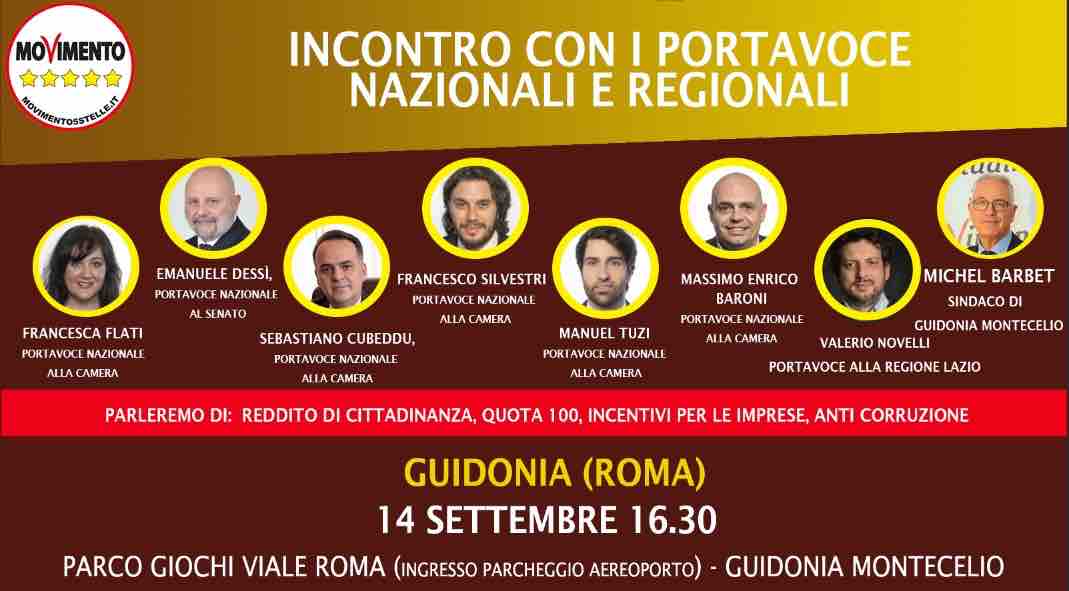 MOVIMENTO
MOVIMENTO5STELLE.IT
INCONTRO CON I PORTAVOCE
NAZIONALI E REGIONALI
FRANCESCA FLATI
PORTAVOCE NAZIONALE
ALLA CAMERA
EMANUELE DESSÌ,
PORTAVOCE NAZIONALE
AL SENATO
SEBASTIANO CUBEDDU,
PORTAVOCE NAZIONALE
ALLA CAMERA
FRANCESCO SILVESTRI
PORTAVOCE NAZIONALE
ALLA CAMERA
MANUEL TUZI
PORTAVOCE NAZIONALE
ALLA CAMERA
MASSIMO ENRICO
BARONI
PORTAVOCE NAZIONALE
ALLA CAMERA
VALERIO NOVELLI
PORTAVOCE ALLA REGIONE LAZIO
MICHEL BARBET
SINDACO DI
GUIDONIA MONTECELIO
PARLEREMO DI: REDDITO DI CITTADINANZA, QUOTA 100, INCENTIVI PER LE IMPRESE, ANTI CORRUZIONE
GUIDONIA (ROMA)
14 SETTEMBRE 16.30
PARCO GIOCHI VIALE ROMA (INGRESSO PARCHEGGIO AEREOPORTO) - GUIDONIA MONTECELIO